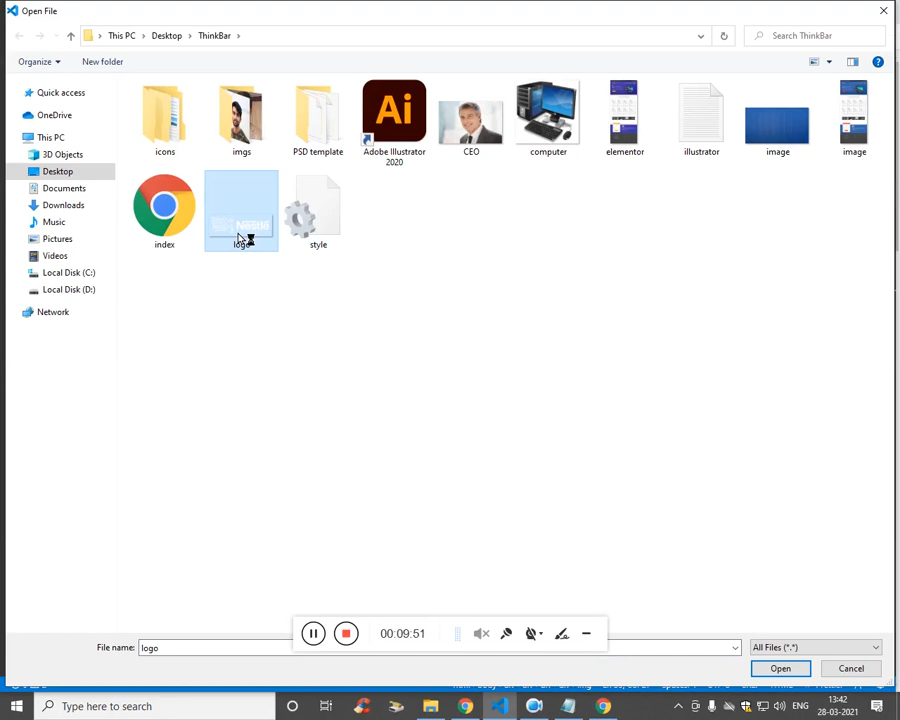 Open File
This PC > Desktop > ThinkBar >
Search ThinkBar
Organize
New folder
Quick access
OneDrive
This PC
3D Objects
Desktop
Documents
Downloads
Music
Pictures
Videos
Local Disk (C:)
Local Disk (D:)
Network
icons
imgs
PSD template
Ai
Adobe Illustrator
2020
CEO
computer
elementor
illustrator
image
image
index
logo
style
00:09:51
File name:
logo
All Files (*.*)
Open
Cancel
Type here to search
ENG
13:42
28-03-2021